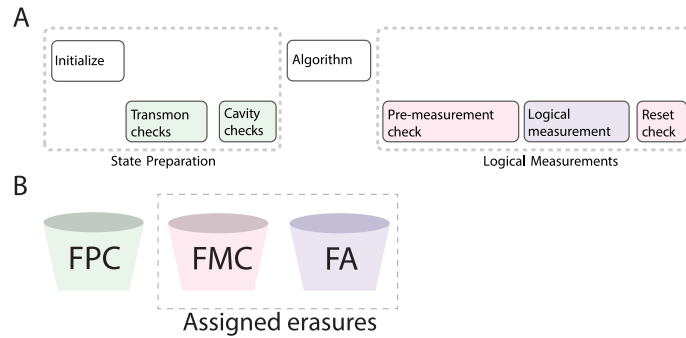 A
Initialize
Algorithm
Transmon
checks
Cavity
checks
Pre-measurement
check
Logical
measurement
Reset
check
State Preparation
Logical Measurements
B
FPC
FMC
FA
Assigned erasures